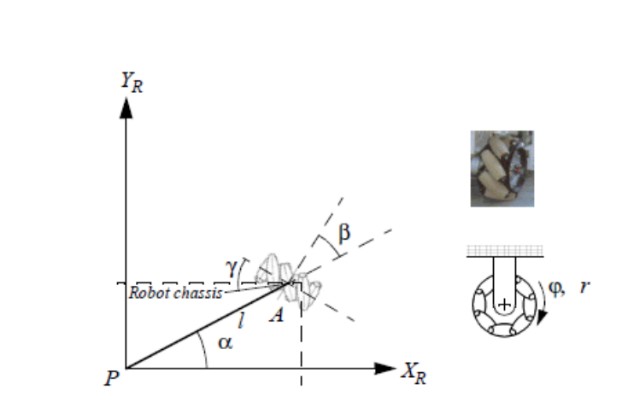 Y_R
β
γ
Robot chassis
φ, r
l
A
α
P
X_R